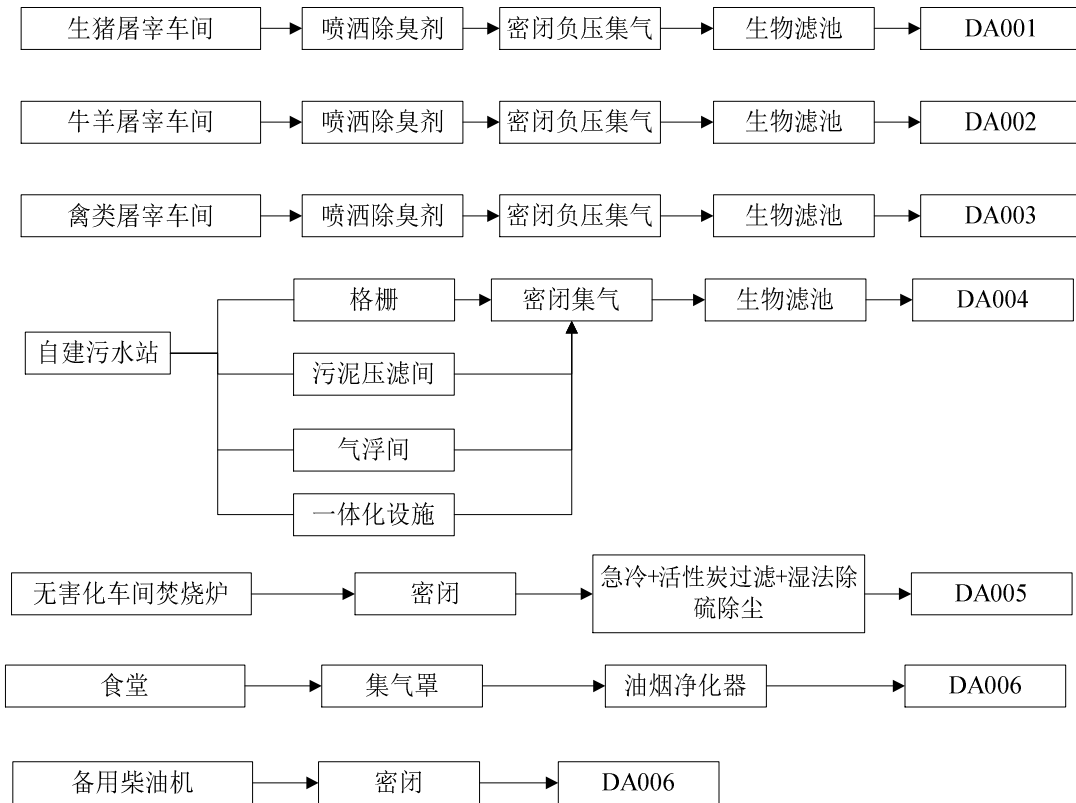 生猪屠宰车间
喷洒除臭剂
密闭负压集气
生物滤池
DA001
牛羊屠宰车间
喷洒除臭剂
密闭负压集气
生物滤池
DA002
禽类屠宰车间
喷洒除臭剂
密闭负压集气
生物滤池
DA003
自建污水站
格栅
密闭集气
生物滤池
DA004
污泥压滤间
气浮间
一体化设施
无害化车间焚烧炉
密闭
急冷+活性炭过滤+湿法除
硫除尘
DA005
食堂
集气罩
油烟净化器
DA006
备用柴油机
密闭
DA006